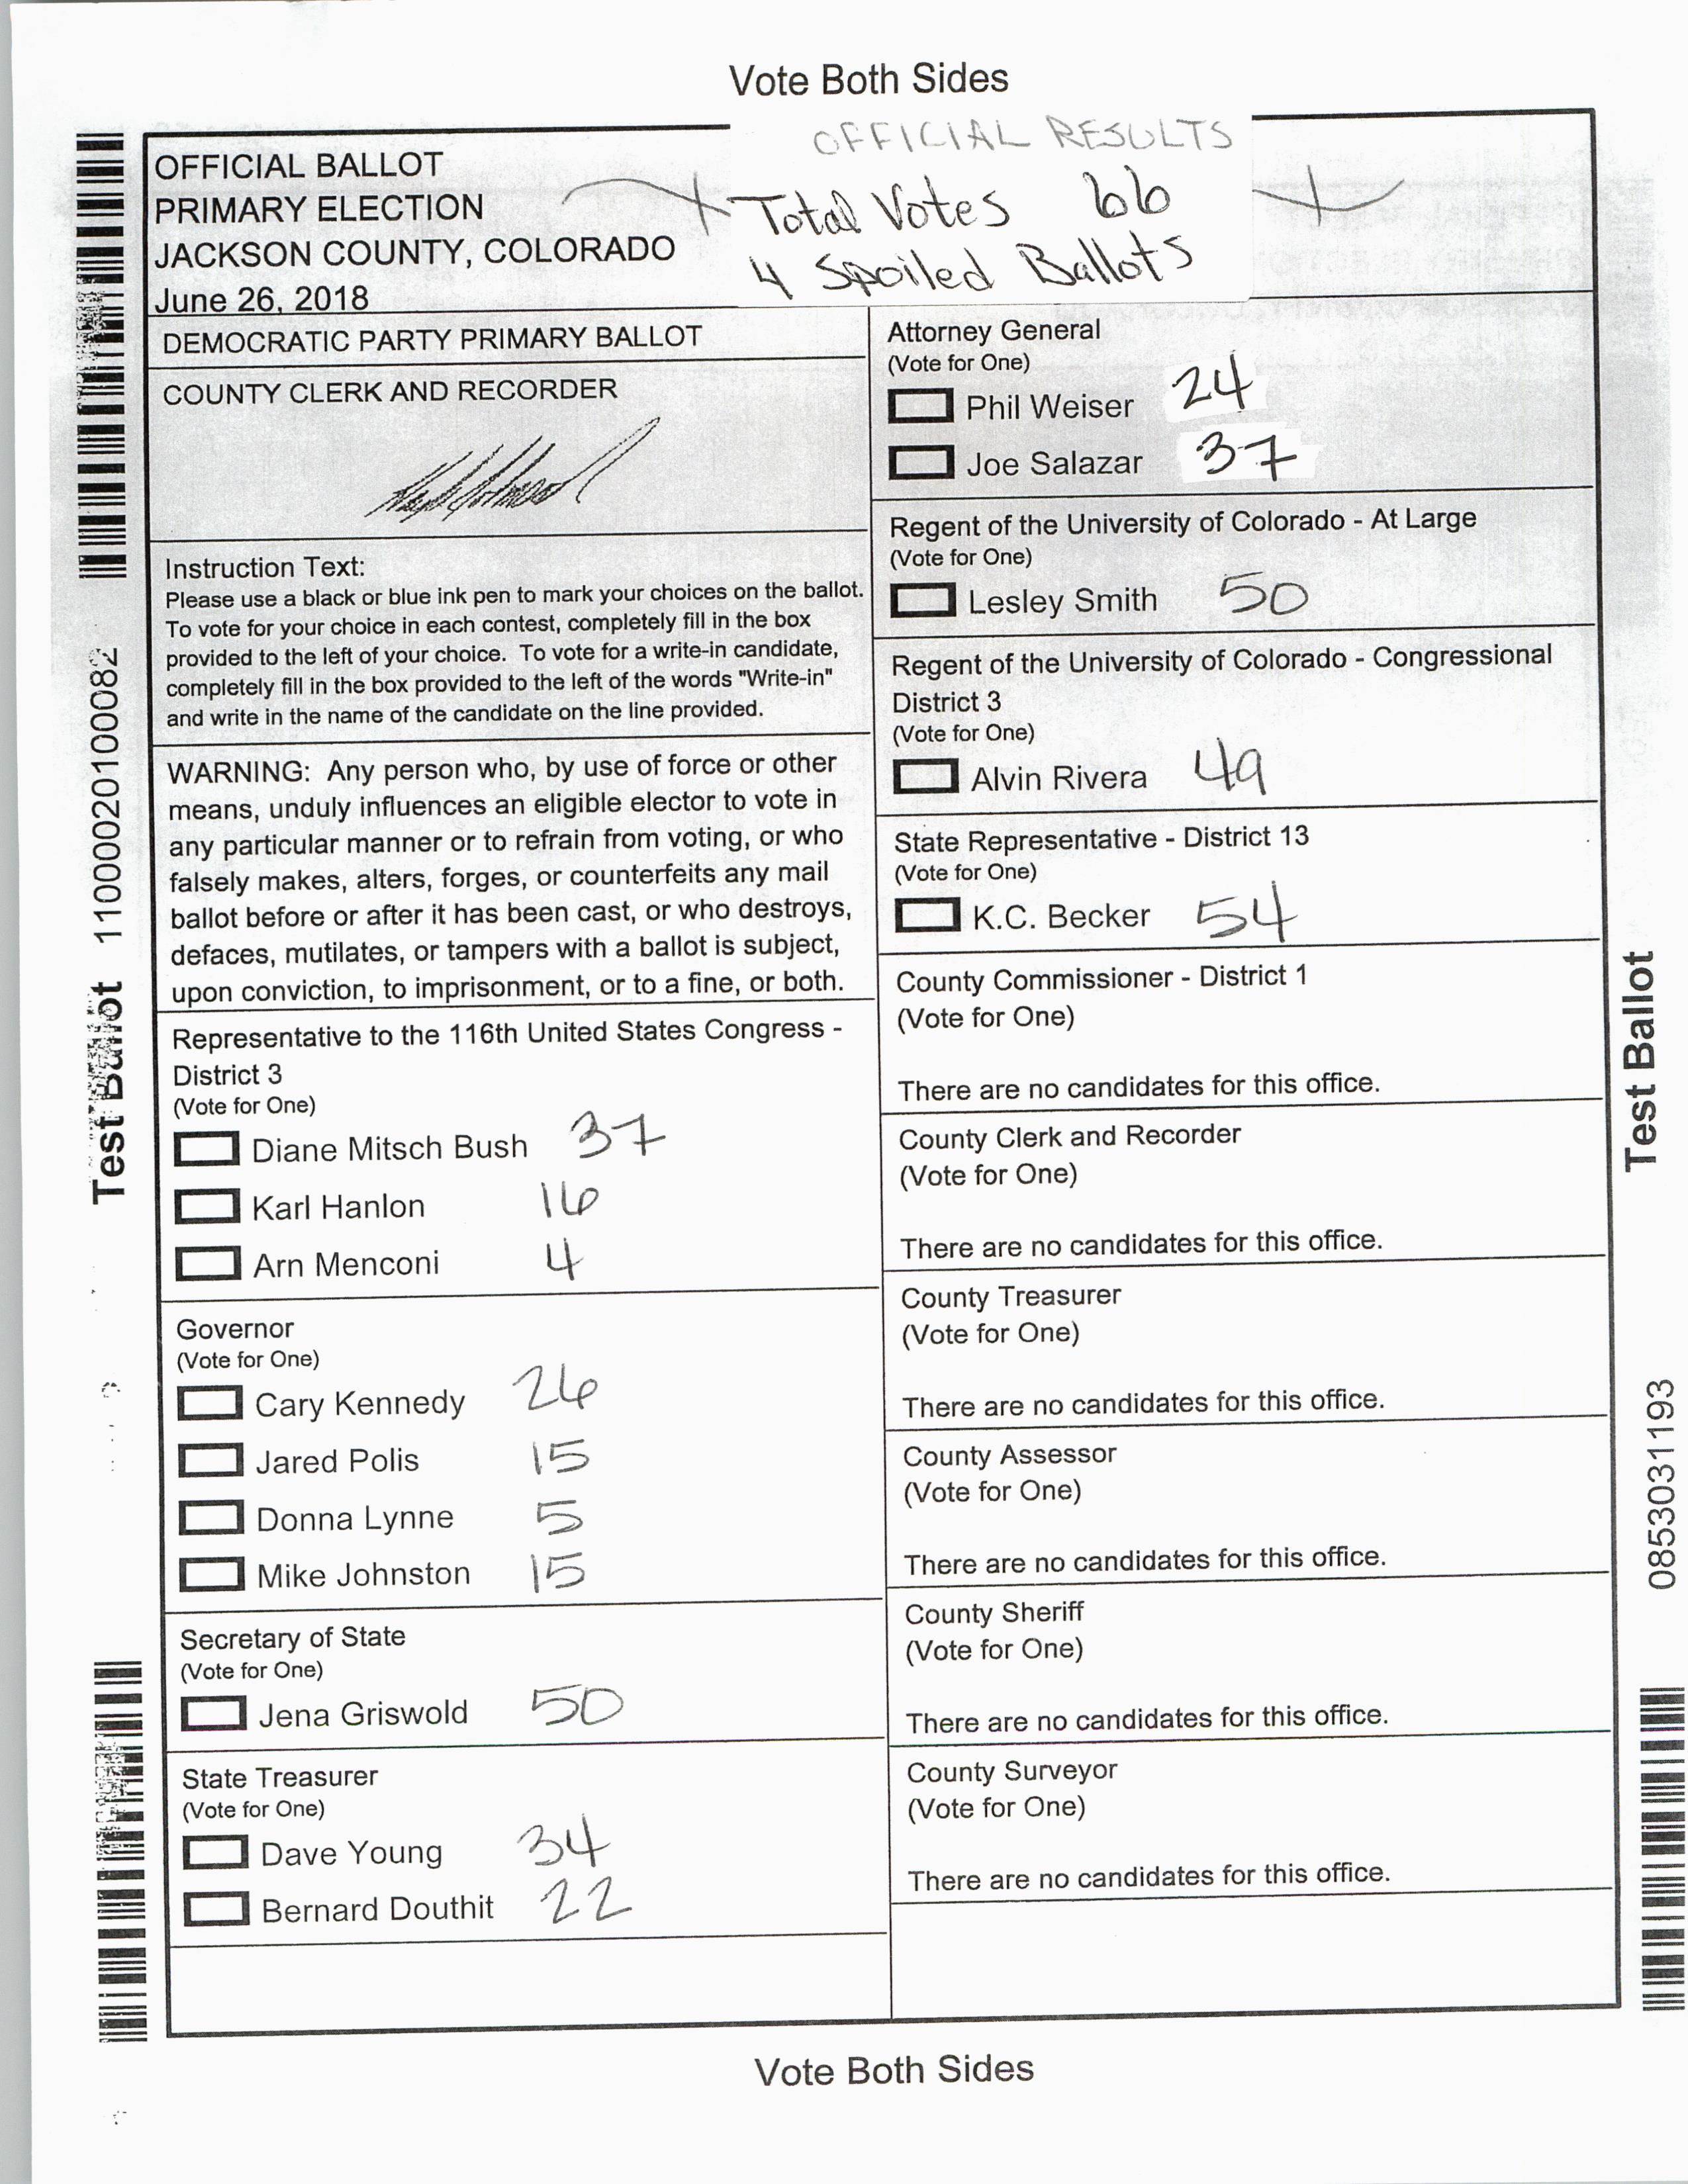 Vote Both Sides
OFFICIAL RESULTS
Total Votes 66
4 Spoiled Ballots
OFFICIAL BALLOT
PRIMARY ELECTION
JACKSON COUNTY, COLORADO
June 26, 2018
DEMOCRATIC PARTY PRIMARY BALLOT
COUNTY CLERK AND RECORDER
Instruction Text:
Please use a black or blue ink pen to mark your choices on the ballot.
To vote for your choice in each contest, completely fill in the box
provided to the left of your choice. To vote for a write-in candidate,
completely fill in the box provided to the left of the words "Write-in"
and write in the name of the candidate on the line provided.
WARNING: Any person who, by use of force or other
means, unduly influences an eligible elector to vote in
any particular manner or to refrain from voting, or who
falsely makes, alters, forges, or counterfeits any mail
ballot before or after it has been cast, or who destroys,
defaces, mutilates, or tampers with a ballot is subject,
upon conviction, to imprisonment, or to a fine, or both.
Representative to the 116th United States Congress -
District 3
(Vote for One)
Diane Mitsch Bush 37
Karl Hanlon 16
Arn Menconi 4
Governor
(Vote for One)
Cary Kennedy 26
Jared Polis 15
Donna Lynne 5
Mike Johnston 15
Secretary of State
(Vote for One)
Jena Griswold 50
State Treasurer
(Vote for One)
Dave Young 34
Bernard Douthit 22
Attorney General
(Vote for One)
Phil Weiser 24
Joe Salazar 37
Regent of the University of Colorado - At Large
(Vote for One)
Lesley Smith 50
Regent of the University of Colorado - Congressional
District 3
(Vote for One)
Alvin Rivera 49
State Representative - District 13
(Vote for One)
K.C. Becker 54
County Commissioner - District 1
(Vote for One)
There are no candidates for this office.
County Clerk and Recorder
(Vote for One)
There are no candidates for this office.
County Treasurer
(Vote for One)
There are no candidates for this office.
County Assessor
(Vote for One)
There are no candidates for this office.
County Sheriff
(Vote for One)
There are no candidates for this office.
County Surveyor
(Vote for One)
There are no candidates for this office.
Test Ballot 11000020100082
Test Ballot
0853031193
Vote Both Sides